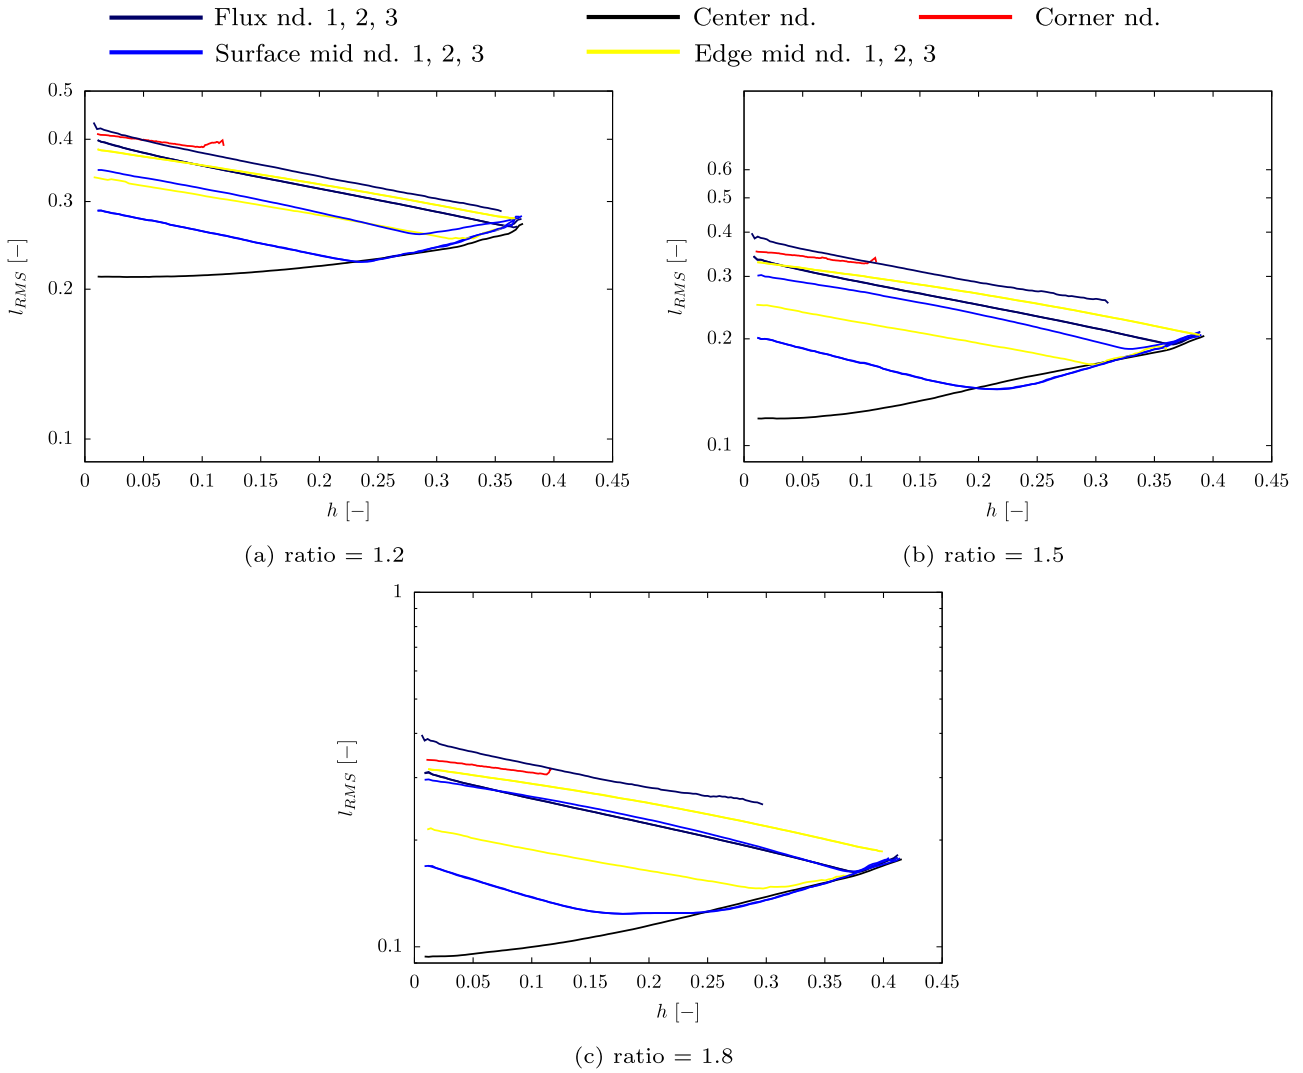 Flux nd. 1, 2, 3 Center nd. Corner nd.
Surface mid nd. 1, 2, 3 Edge mid nd. 1, 2, 3
0.5
0.4
0.3
0.2
0.1
l_RMS [−]
0 0.05 0.1 0.15 0.2 0.25 0.3 0.35 0.4 0.45
h [−]
(a) ratio = 1.2
0.6
0.5
0.4
0.3
0.2
0.1
l_RMS [−]
0 0.05 0.1 0.15 0.2 0.25 0.3 0.35 0.4 0.45
h [−]
(b) ratio = 1.5
1
0.1
l_RMS [−]
0 0.05 0.1 0.15 0.2 0.25 0.3 0.35 0.4 0.45
h [−]
(c) ratio = 1.8